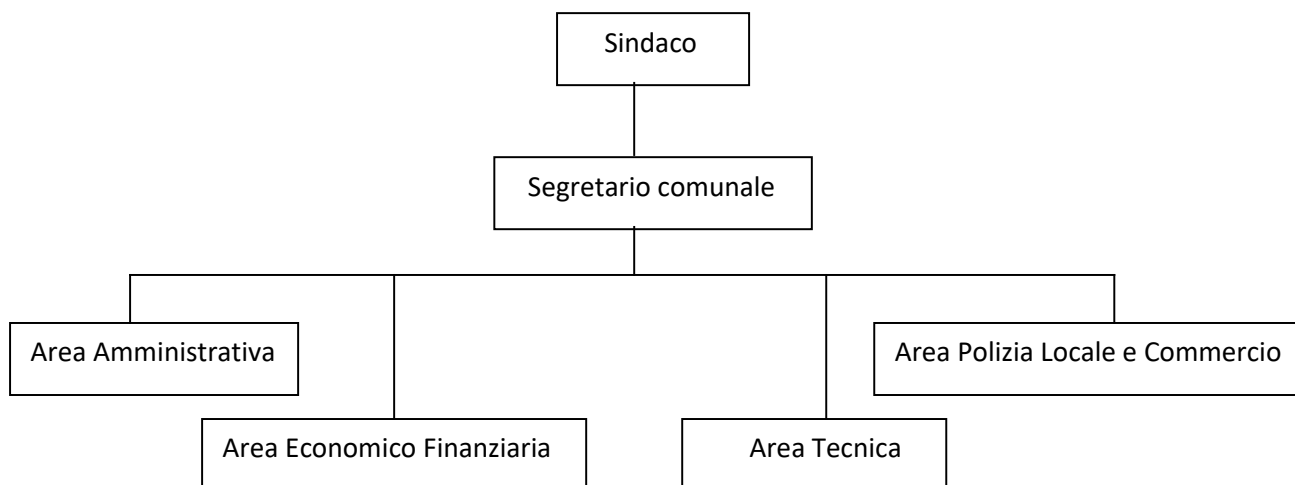 Sindaco
Segretario comunale
Area Amministrativa
Area Polizia Locale e Commercio
Area Economico Finanziaria
Area Tecnica